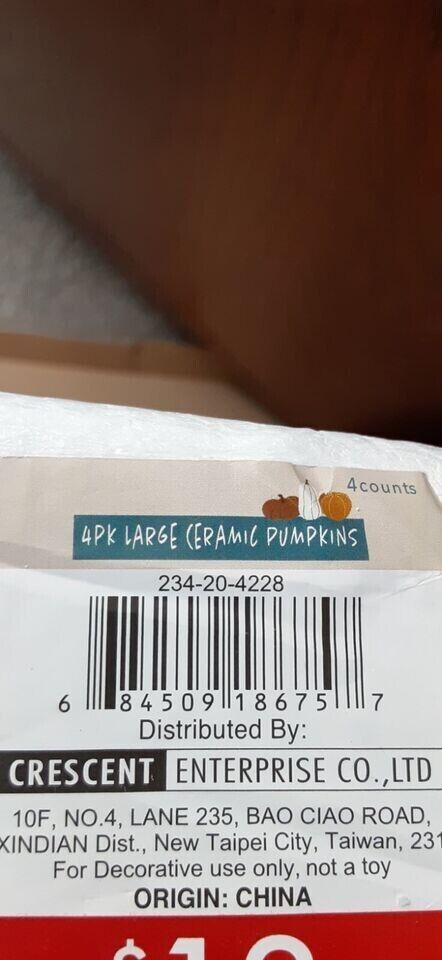 4counts
4PK LARGE CERAMIC PUMPKINS
234-20-4228
6 84509 18675 7
Distributed By:
CRESCENT ENTERPRISE CO.,LTD
10F, NO.4, LANE 235, BAO CIAO ROAD,
XINDIAN Dist., New Taipei City, Taiwan, 231
For Decorative use only, not a toy
ORIGIN: CHINA